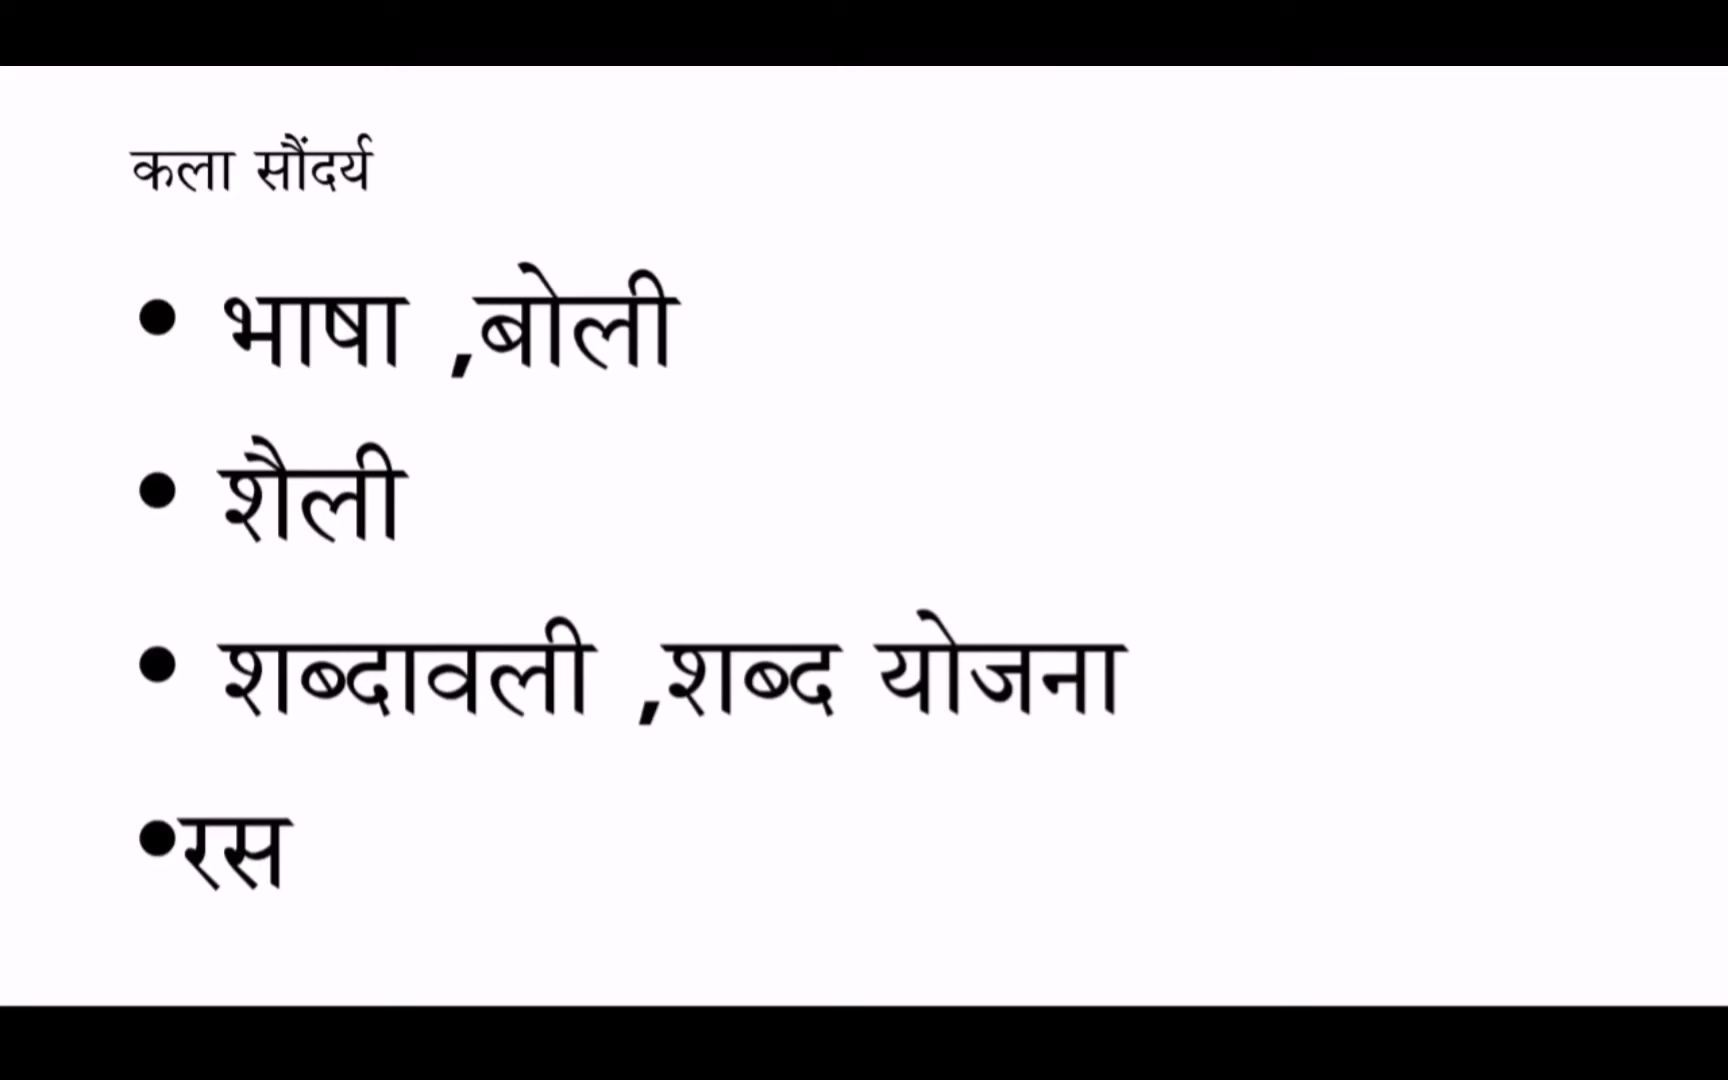 कला सौंदर्य
• भाषा ,बोली
• शैली
• शब्दावली ,शब्द योजना
•रस